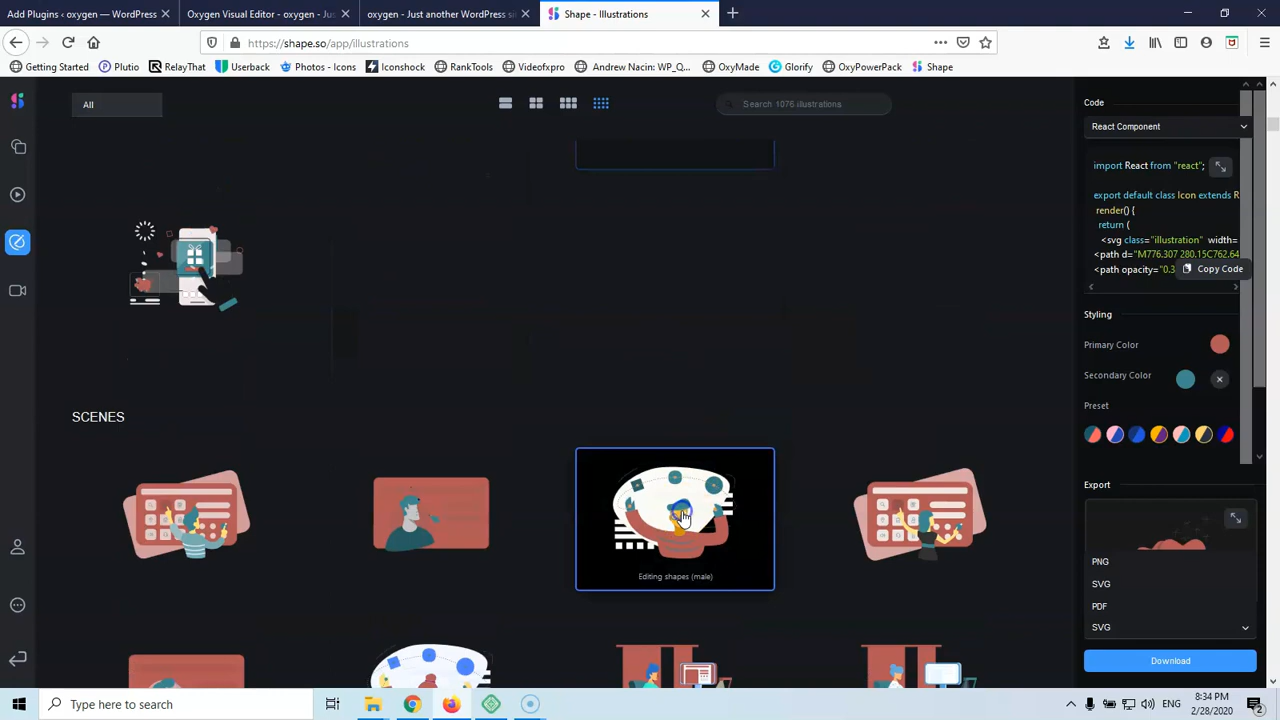 Add Plugins ‹ oxygen — WordPress
Oxygen Visual Editor - oxygen - Ju
oxygen - Just another WordPress si
Shape - Illustrations
https://shape.so/app/illustrations
Getting Started
Plutio
RelayThat
Userback
Photos - Icons
Iconshock
RankTools
Videofxpro
Andrew Nacin: WP_Q...
OxyMade
Glorify
OxyPowerPack
Shape
All
Search 1076 illustrations
Code
React Component
import React from "react";
export default class Icon extends R
render() {
return (
<svg class="illustration" width=
<path d="M776.307 280.15C762.64
<path opacity="0.3
Copy Code
Styling
Primary Color
Secondary Color
Preset
SCENES
Editing shapes (male)
Export
PNG
SVG
PDF
SVG
Download
Type here to search
ENG
8:34 PM
2/28/2020
2